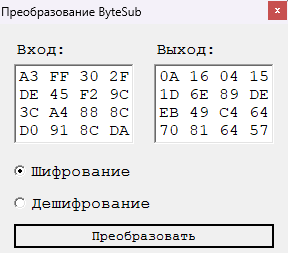 Преобразование ByteSub
Вход: Выход:
A3 FF 30 2F 0A 16 04 15
DE 45 F2 9C 1D 6E 89 DE
3C A4 88 8C EB 49 C4 64
D0 91 8C DA 70 81 64 57
Шифрование
Дешифрование
Преобразовать